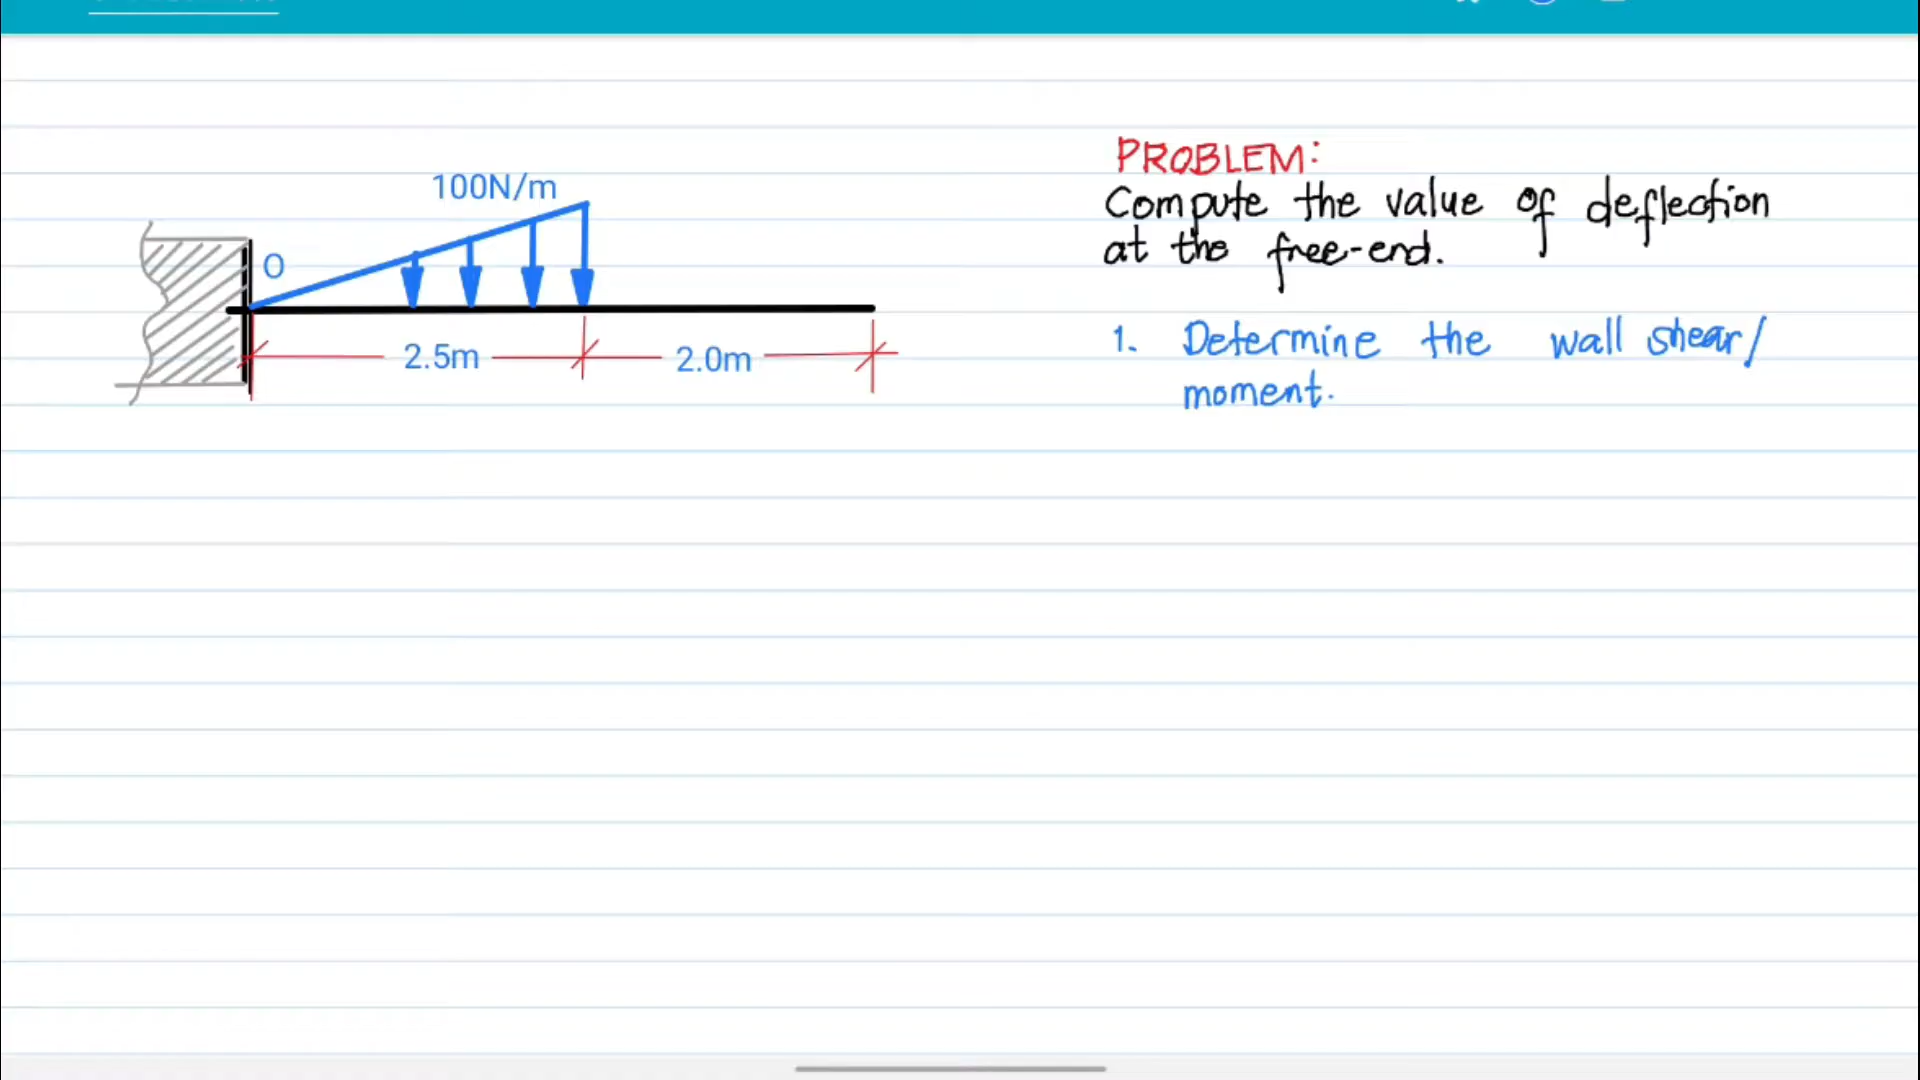 100N/m
O
2.5m
2.0m
PROBLEM:
Compute the value of deflection
at the free-end.
1. Determine the wall shear/
moment.